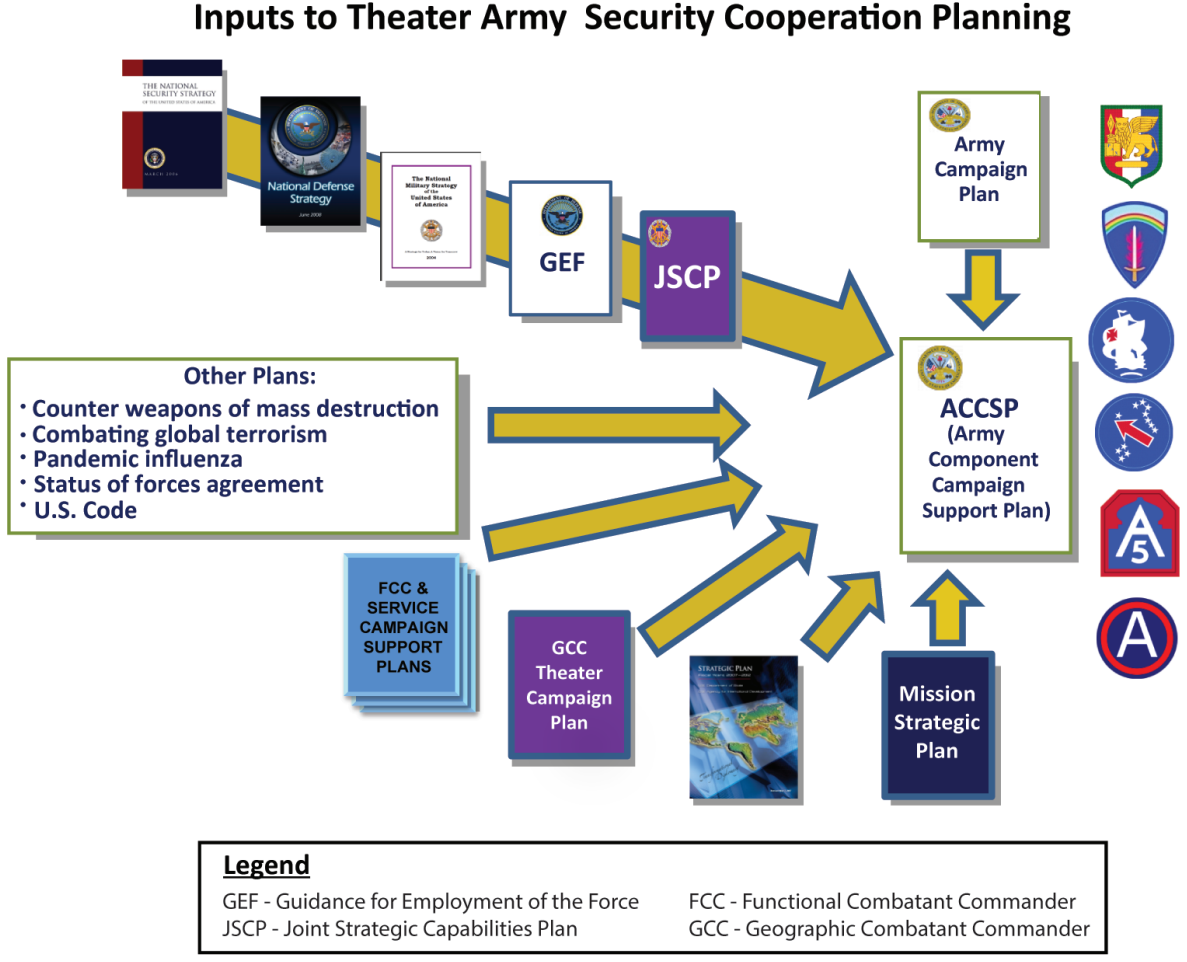 Inputs to Theater Army Security Cooperation Planning
THE NATIONAL
SECURITY STRATEGY
OF THE UNITED STATES OF AMERICA
MARCH 2006
National Defense
Strategy
June 2008
The National
Military Strategy
of the
United States
of America
2004
GEF
JSCP
Army
Campaign
Plan
Other Plans:
• Counter weapons of mass destruction
• Combating global terrorism
• Pandemic influenza
• Status of forces agreement
• U.S. Code
ACCSP
(Army
Component
Campaign
Support Plan)
A
5
A
FCC &
SERVICE
CAMPAIGN
SUPPORT
PLANS
GCC
Theater
Campaign
Plan
STRATEGIC PLAN
Mission
Strategic
Plan
Legend
GEF - Guidance for Employment of the Force
JSCP - Joint Strategic Capabilities Plan
FCC - Functional Combatant Commander
GCC - Geographic Combatant Commander